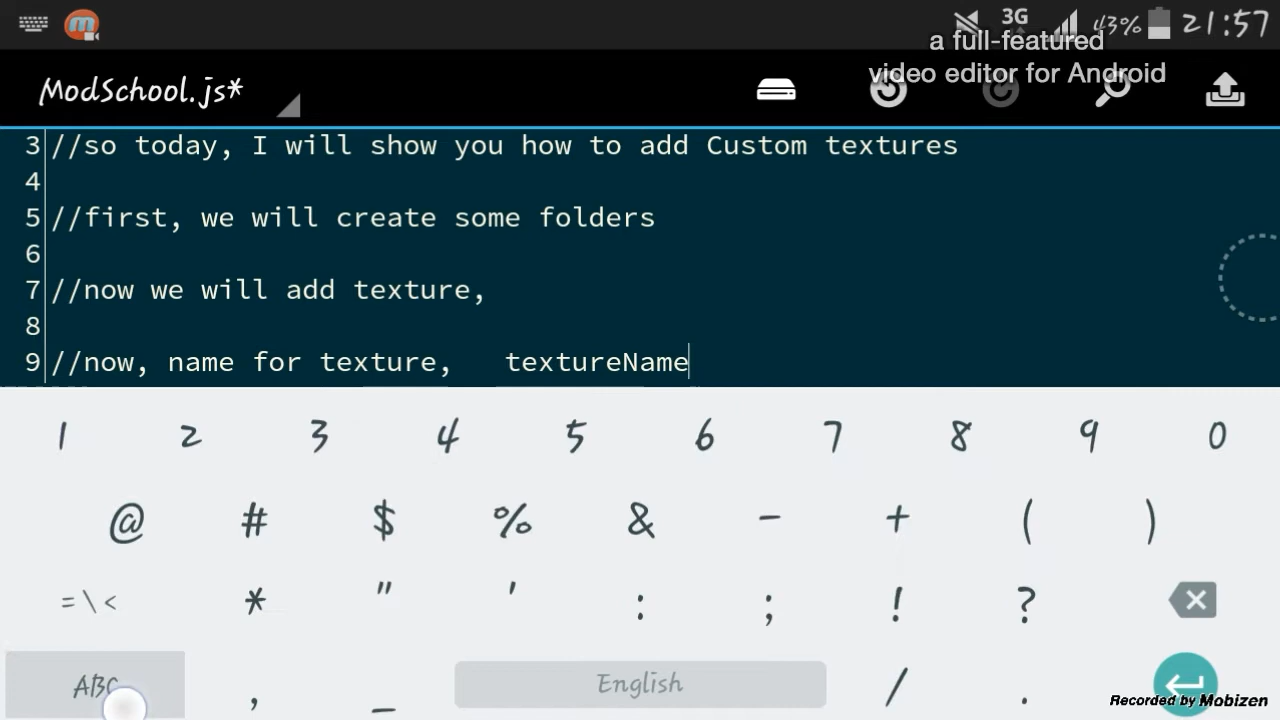 3G 43% 21:57
a full-featured
video editor for Android
ModSchool.js*
3 //so today, I will show you how to add Custom textures
4
5 //first, we will create some folders
6
7 //now we will add texture,
8
9 //now, name for texture, textureName
1 2 3 4 5 6 7 8 9 0
@ # $ % & - + ( )
=\< * " ' : ; ! ?
ABC , _ English / .
Recorded by Mobizen